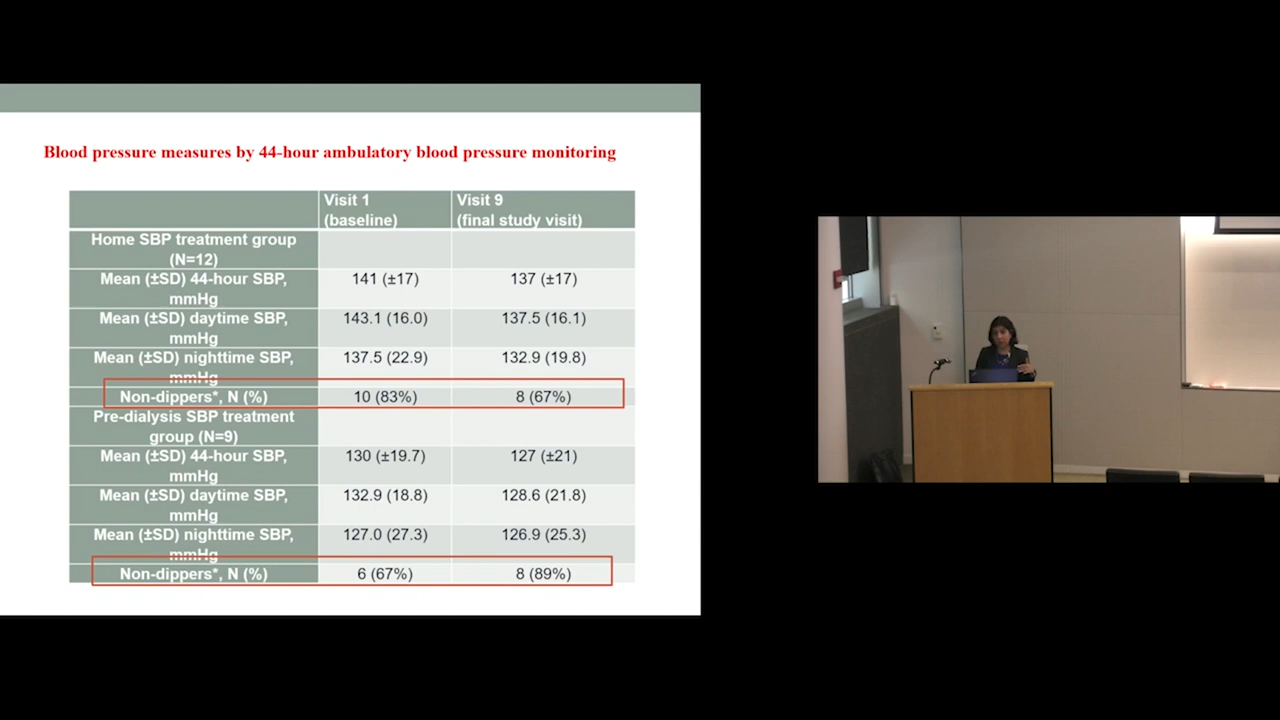 Blood pressure measures by 44-hour ambulatory blood pressure monitoring
Visit 1
(baseline)
Visit 9
(final study visit)
Home SBP treatment group
(N=12)
Mean (±SD) 44-hour SBP,
mmHg
141 (±17)
137 (±17)
Mean (±SD) daytime SBP,
mmHg
143.1 (16.0)
137.5 (16.1)
Mean (±SD) nighttime SBP,
mmHg
137.5 (22.9)
132.9 (19.8)
Non-dippers*, N (%)
10 (83%)
8 (67%)
Pre-dialysis SBP treatment
group (N=9)
Mean (±SD) 44-hour SBP,
mmHg
130 (±19.7)
127 (±21)
Mean (±SD) daytime SBP,
mmHg
132.9 (18.8)
128.6 (21.8)
Mean (±SD) nighttime SBP,
mmHg
127.0 (27.3)
126.9 (25.3)
Non-dippers*, N (%)
6 (67%)
8 (89%)